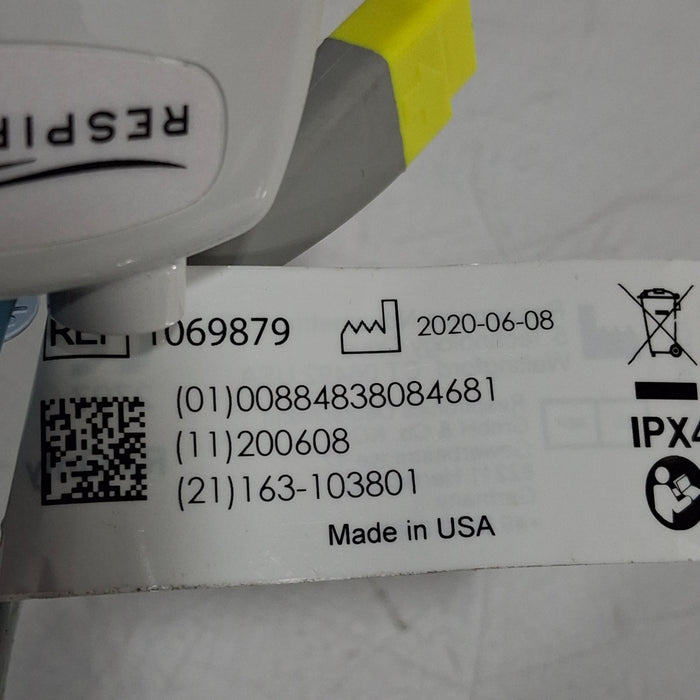 RESPIR
REF 1069879 2020-06-08
(01)00884838084681
(11)200608
(21)163-103801
Made in USA
IPX4